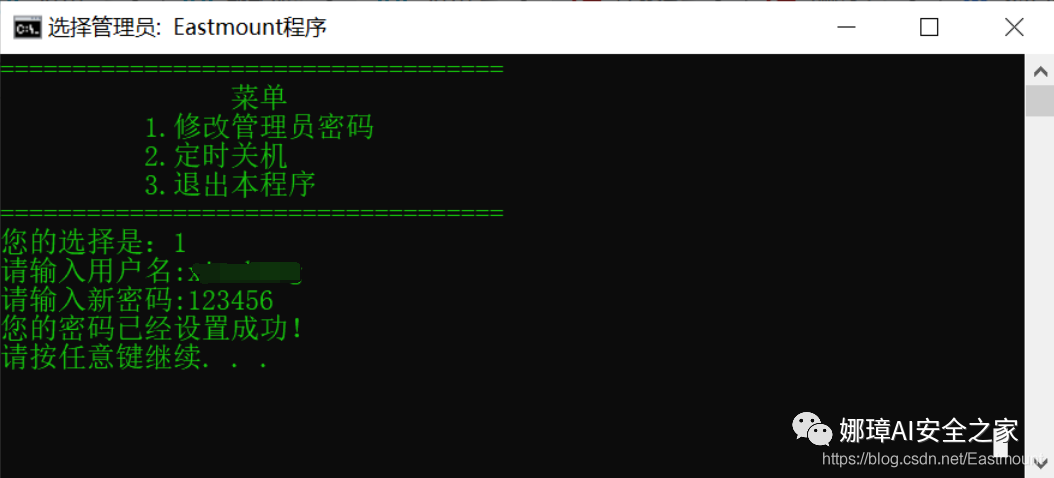 选择管理员: Eastmount程序
===================================
菜单
1.修改管理员密码
2.定时关机
3.退出本程序
===================================
您的选择是: 1
请输入用户名:
请输入新密码:123456
您的密码已经设置成功!
请按任意键继续. . .
娜璋AI安全之家
https://blog.csdn.net/Eastmount